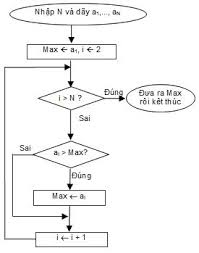 Nhập N và dãy a₁,..., aₙ
Max ← a₁, i ← 2
i > N ?
Đúng
Đưa ra Max
rồi kết thúc
Sai
aᵢ > Max?
Sai
Đúng
Max ← aᵢ
i ← i + 1